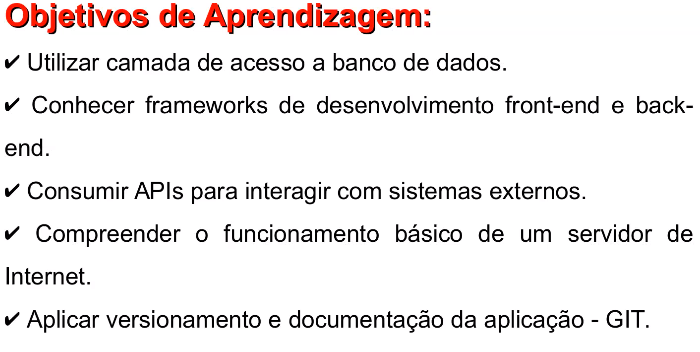 Objetivos de Aprendizagem:
✔ Utilizar camada de acesso a banco de dados.
✔ Conhecer frameworks de desenvolvimento front-end e back-
end.
✔ Consumir APIs para interagir com sistemas externos.
✔ Compreender o funcionamento básico de um servidor de
Internet.
✔ Aplicar versionamento e documentação da aplicação - GIT.